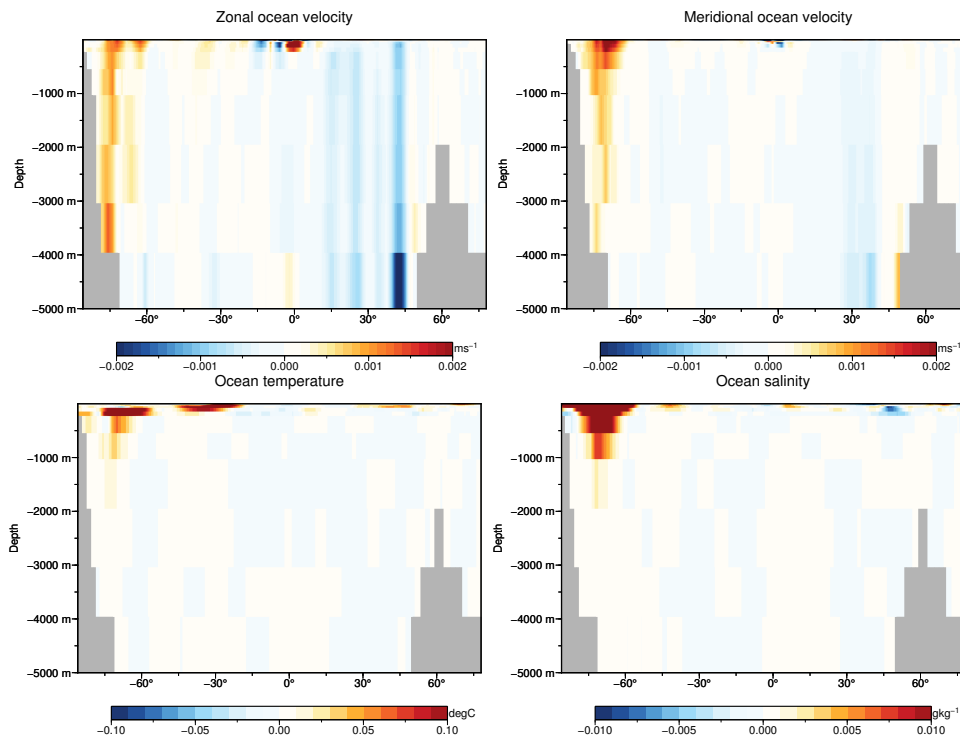 Zonal ocean velocity
Meridional ocean velocity
Depth
−1000 m
−2000 m
−3000 m
−4000 m
−5000 m
−60°
−30°
0°
30°
60°
Depth
−1000 m
−2000 m
−3000 m
−4000 m
−5000 m
−60°
−30°
0°
30°
60°
−0.002
−0.001
0.000
0.001
0.002
ms⁻¹
−0.002
−0.001
0.000
0.001
0.002
ms⁻¹
Ocean temperature
Ocean salinity
Depth
−1000 m
−2000 m
−3000 m
−4000 m
−5000 m
−60°
−30°
0°
30°
60°
Depth
−1000 m
−2000 m
−3000 m
−4000 m
−5000 m
−60°
−30°
0°
30°
60°
−0.10
−0.05
0.00
0.05
0.10
degC
−0.010
−0.005
0.000
0.005
0.010
gkg⁻¹